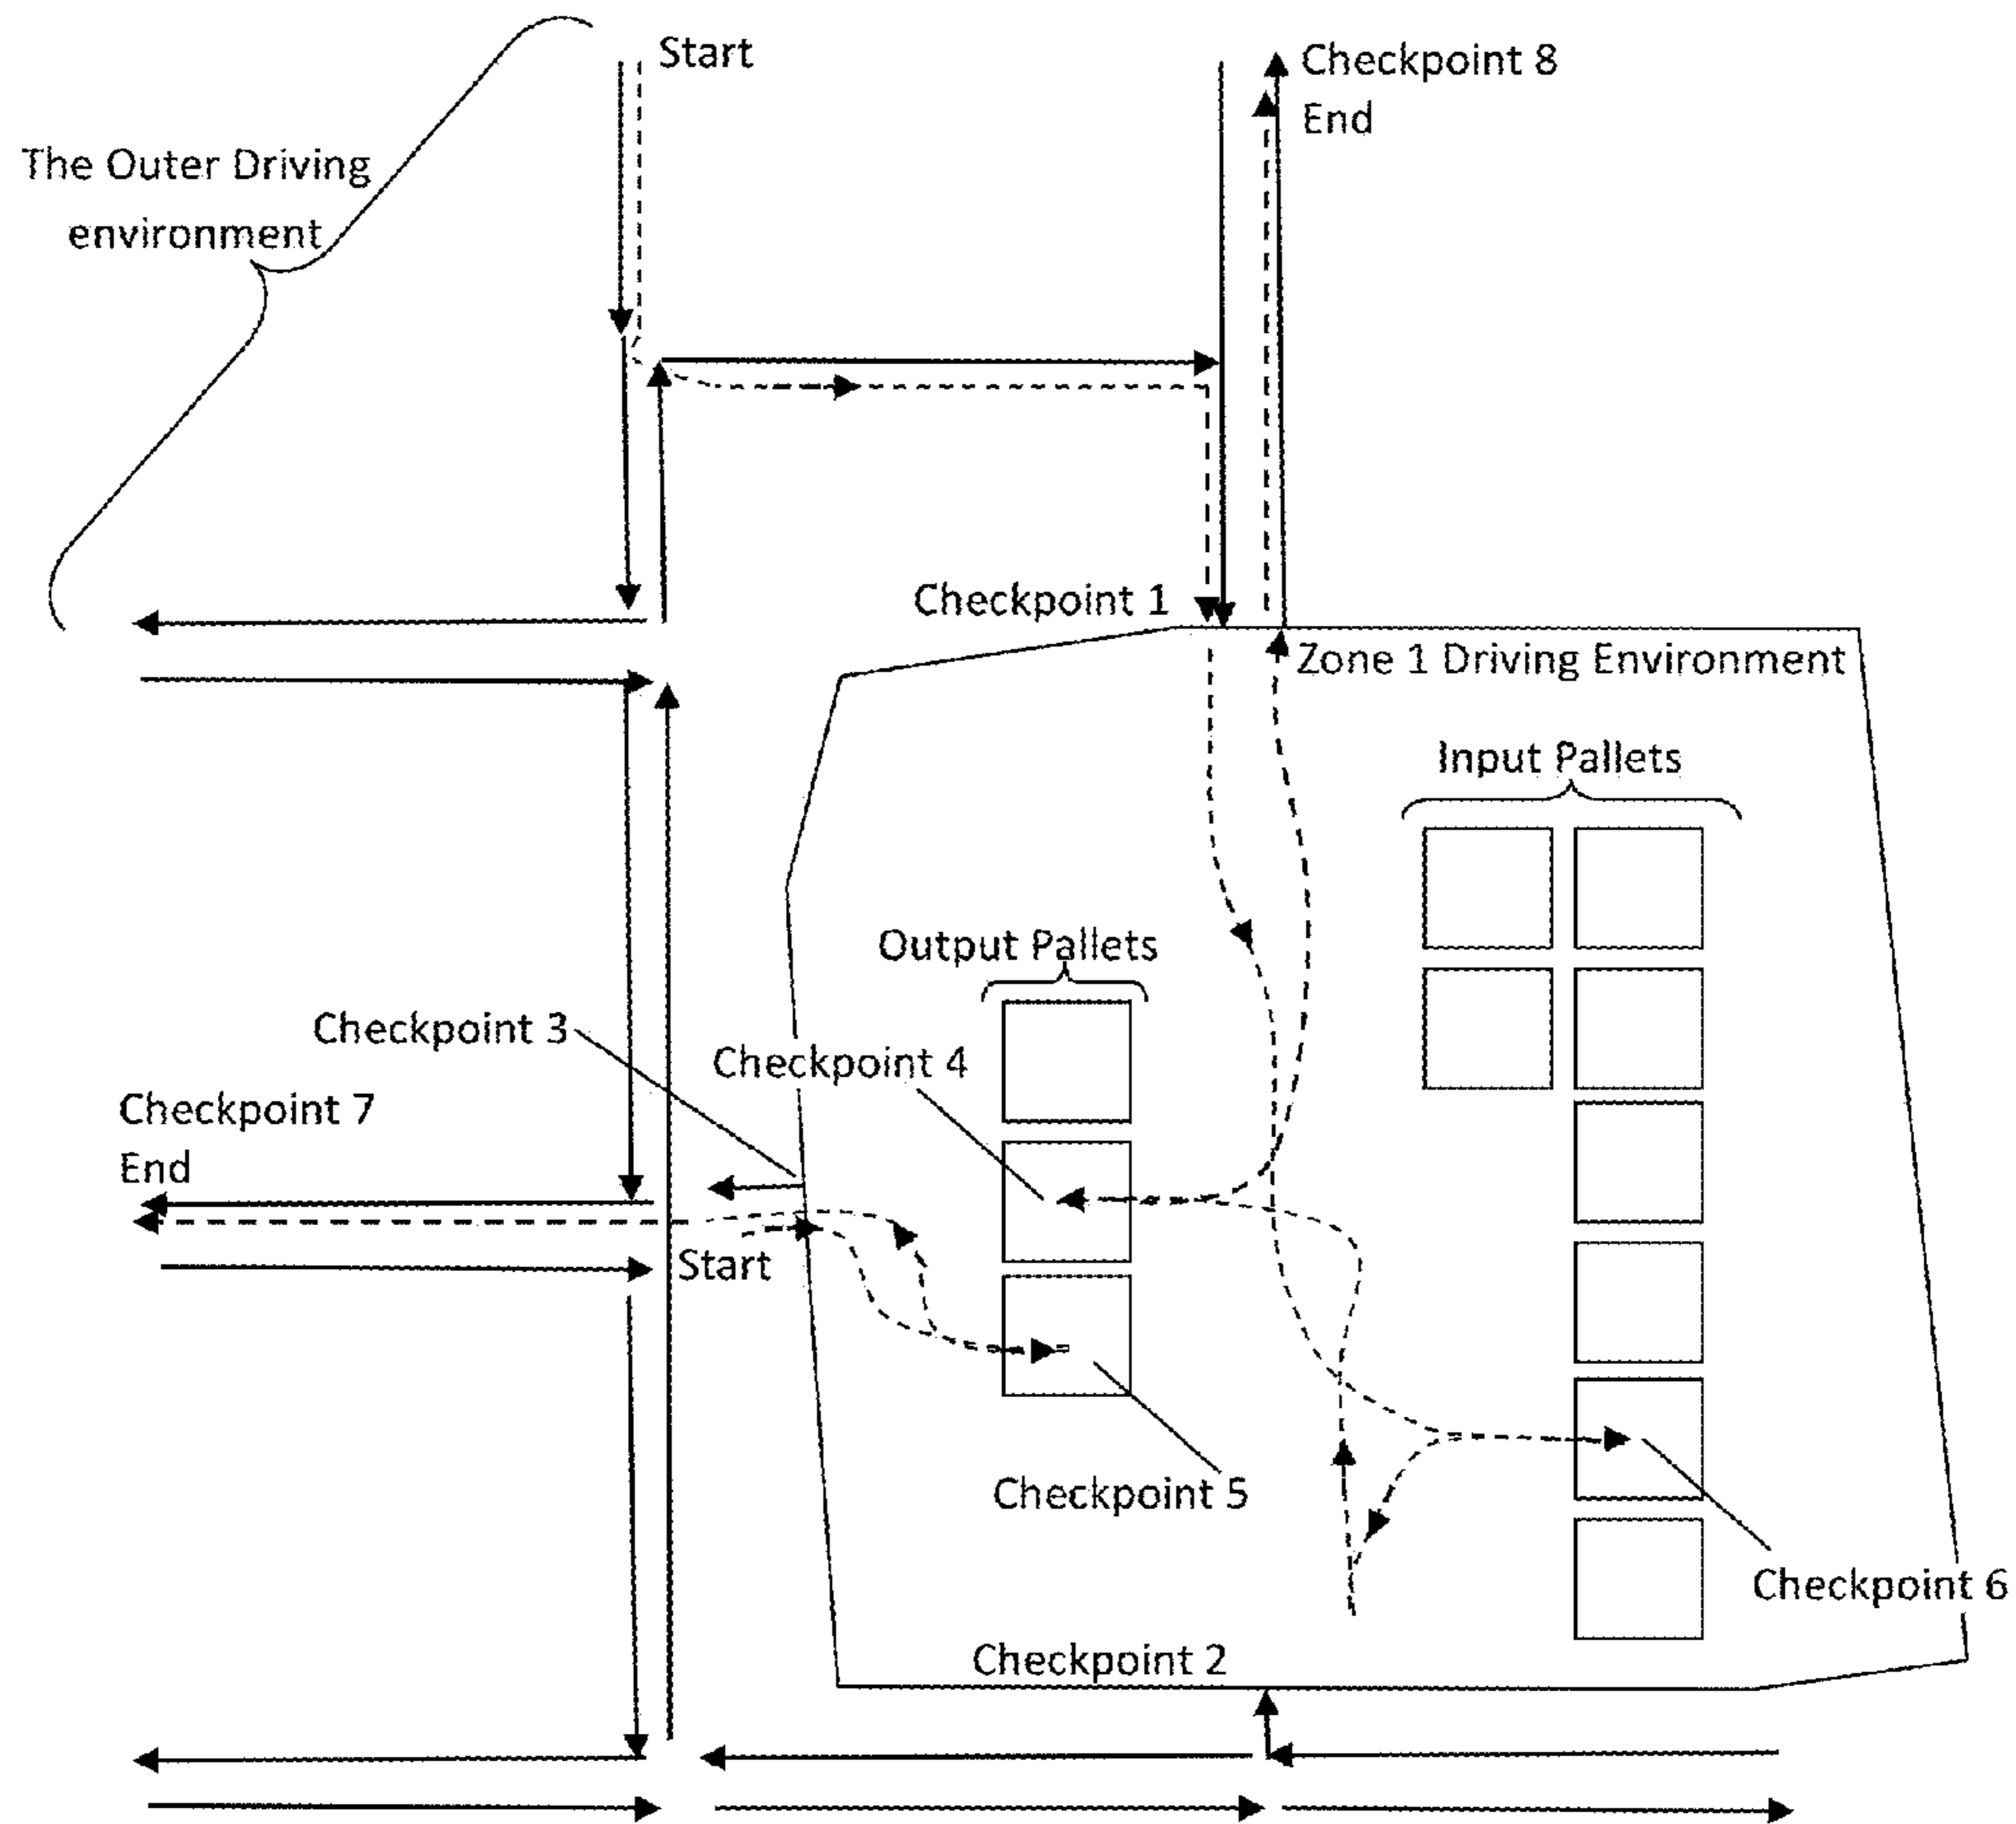 Start
Checkpoint 8
End
The Outer Driving
environment
Checkpoint 1
Zone 1 Driving Environment
Input Pallets
Output Pallets
Checkpoint 3
Checkpoint 4
Checkpoint 7
End
Start
Checkpoint 5
Checkpoint 6
Checkpoint 2